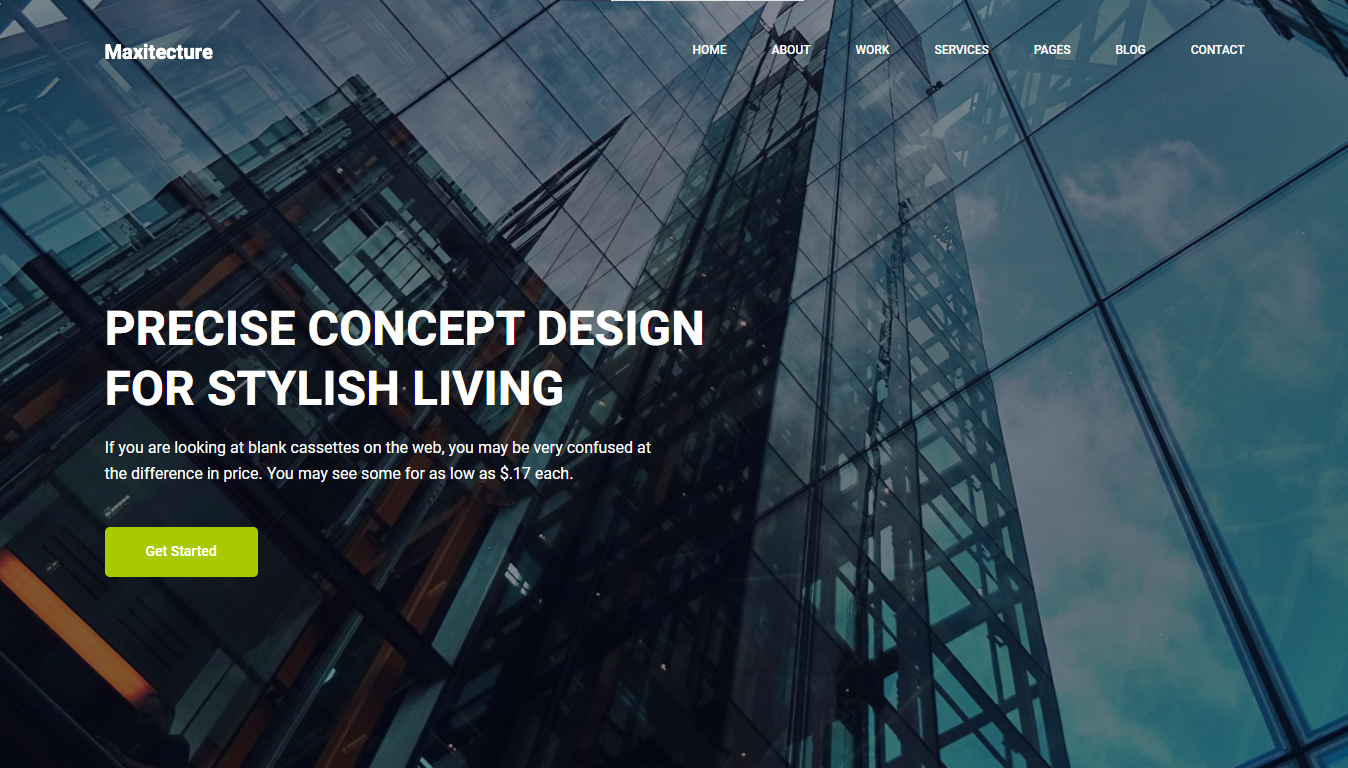 Maxitecture
HOME ABOUT WORK SERVICES PAGES BLOG CONTACT
PRECISE CONCEPT DESIGN
FOR STYLISH LIVING
If you are looking at blank cassettes on the web, you may be very confused at
the difference in price. You may see some for as low as $.17 each.
Get Started